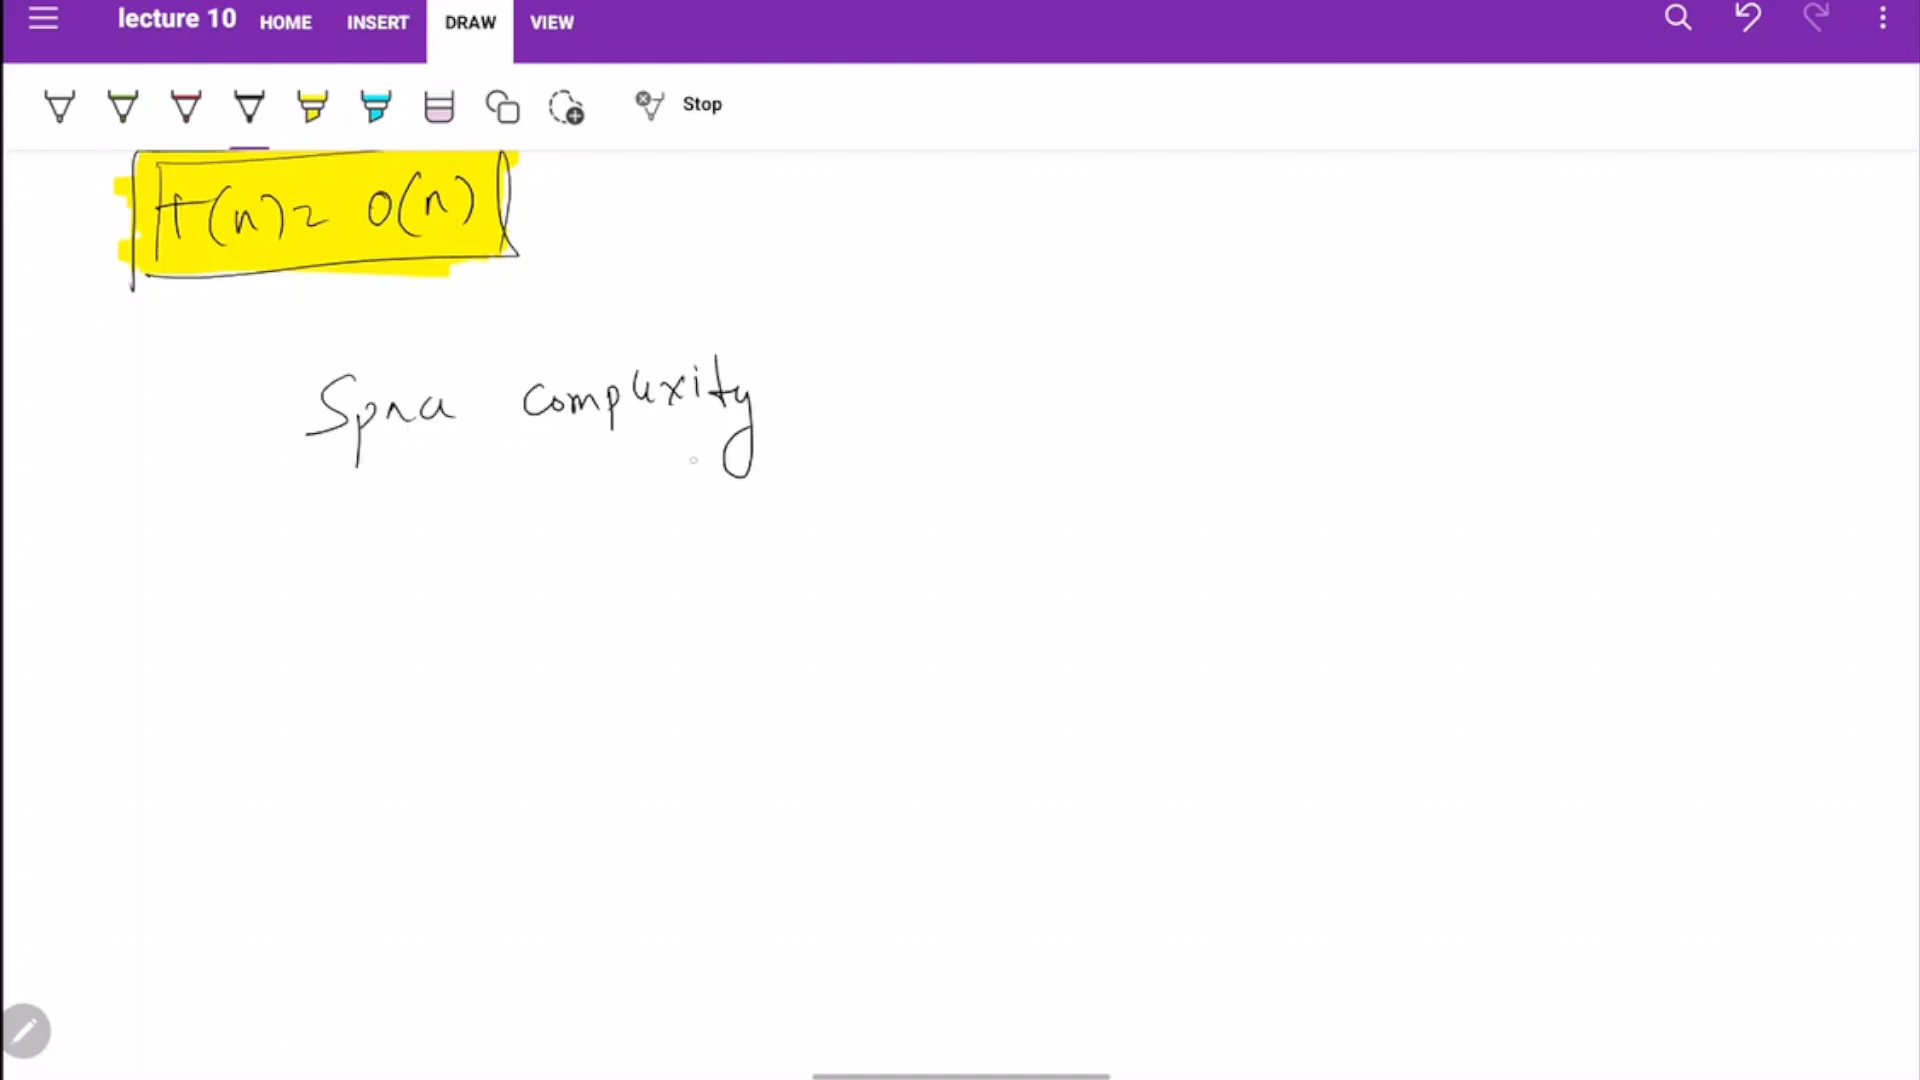 lecture 10 HOME INSERT DRAW VIEW
Stop
T(n) = O(n)
Space complexity